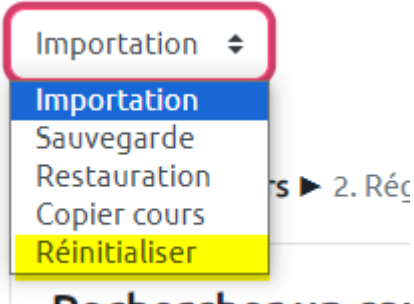 Importation
Importation
Sauvegarde
Restauration
rs ► 2. Rég
Copier cours
Réinitialiser